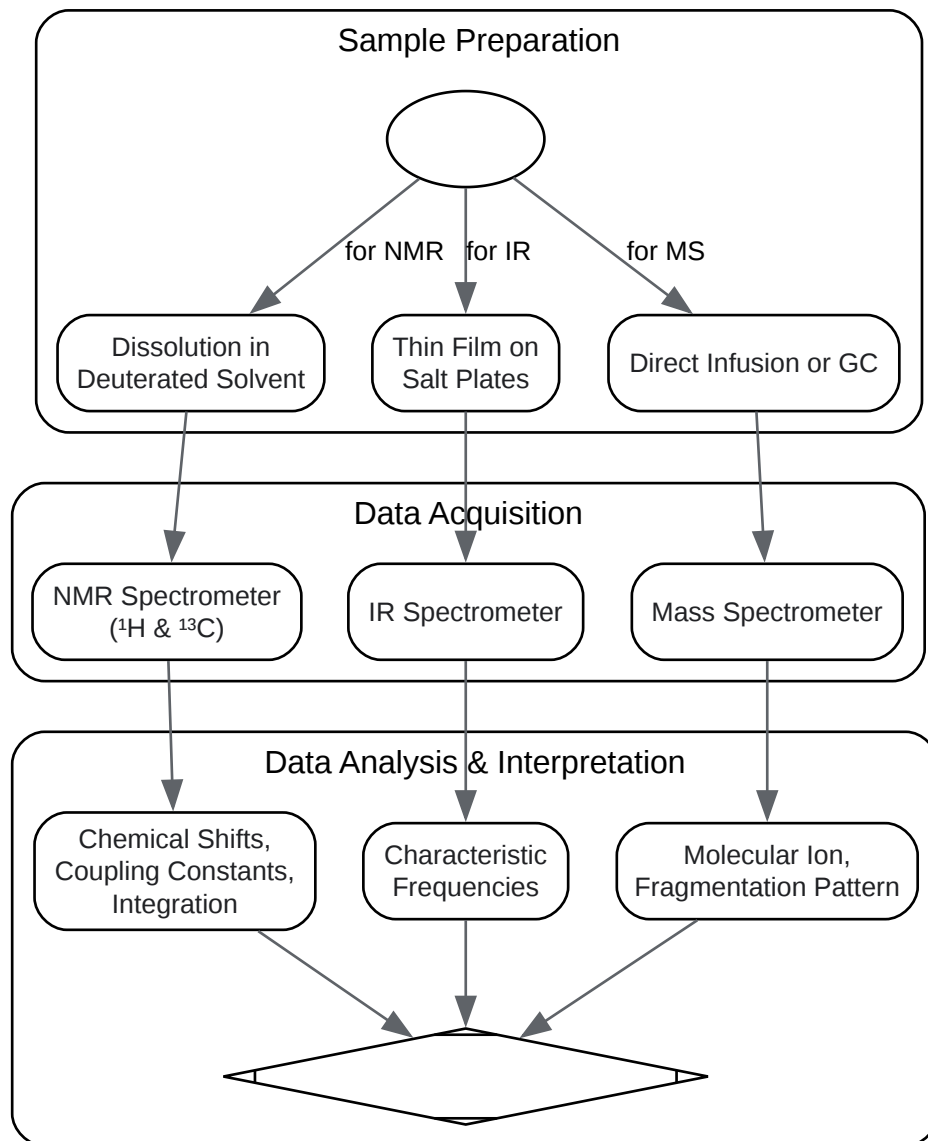 Sample Preparation
for NMR
for IR
for MS
Dissolution in
Deuterated Solvent
Thin Film on
Salt Plates
Direct Infusion or GC
Data Acquisition
NMR Spectrometer
(¹H & ¹³C)
IR Spectrometer
Mass Spectrometer
Data Analysis & Interpretation
Chemical Shifts,
Coupling Constants,
Integration
Characteristic
Frequencies
Molecular Ion,
Fragmentation Pattern